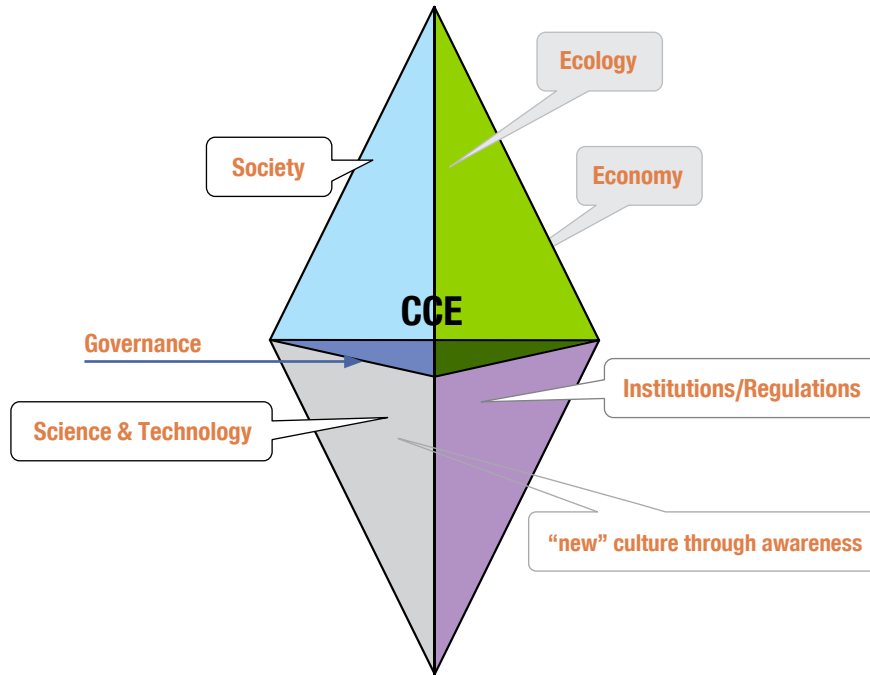 Ecology
Society
Economy
CCE
Governance
Institutions/Regulations
Science & Technology
“new” culture through awareness